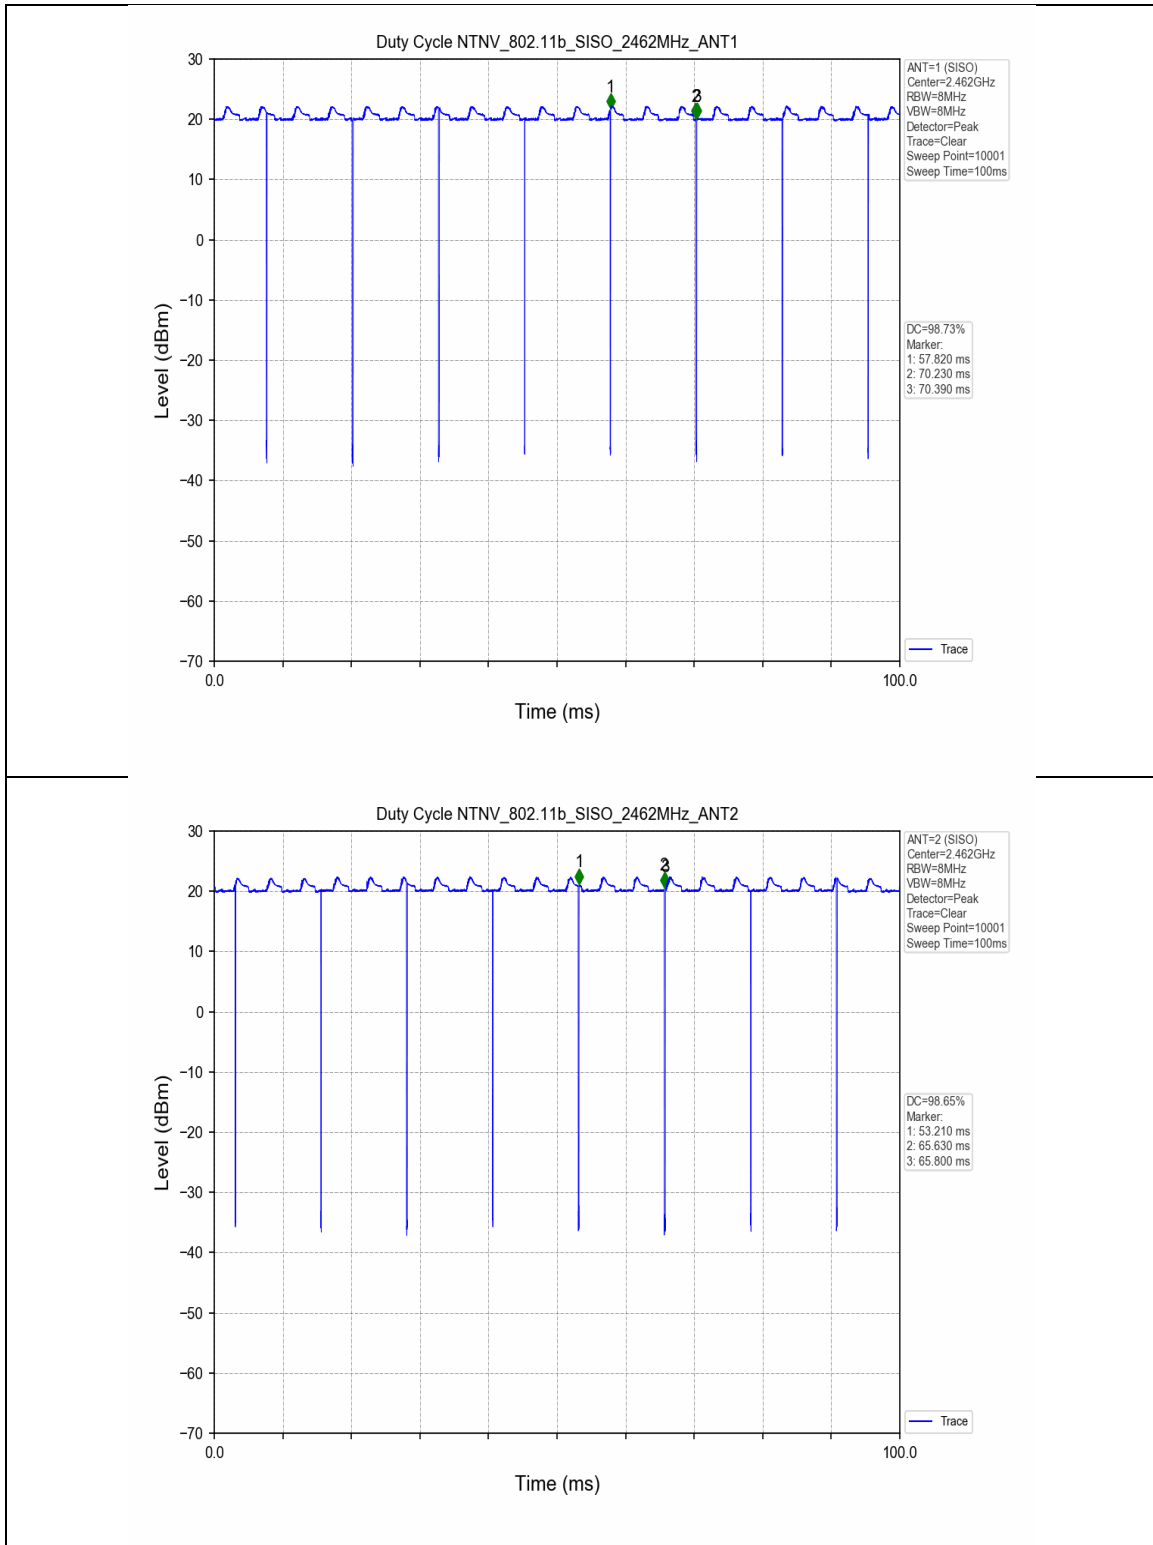 Duty Cycle NTNV_802.11b_SISO_2462MHz_ANT1
30
20
10
0
−10
−20
−30
−40
−50
−60
−70
Level (dBm)
1
2
3
0.0
100.0
Time (ms)
ANT=1 (SISO)
Center=2.462GHz
RBW=8MHz
VBW=8MHz
Detector=Peak
Trace=Clear
Sweep Point=10001
Sweep Time=100ms
DC=98.73%
Marker:
1: 57.820 ms
2: 70.230 ms
3: 70.390 ms
Trace
Duty Cycle NTNV_802.11b_SISO_2462MHz_ANT2
30
20
10
0
−10
−20
−30
−40
−50
−60
−70
Level (dBm)
1
2
3
0.0
100.0
Time (ms)
ANT=2 (SISO)
Center=2.462GHz
RBW=8MHz
VBW=8MHz
Detector=Peak
Trace=Clear
Sweep Point=10001
Sweep Time=100ms
DC=98.65%
Marker:
1: 53.210 ms
2: 65.630 ms
3: 65.800 ms
Trace